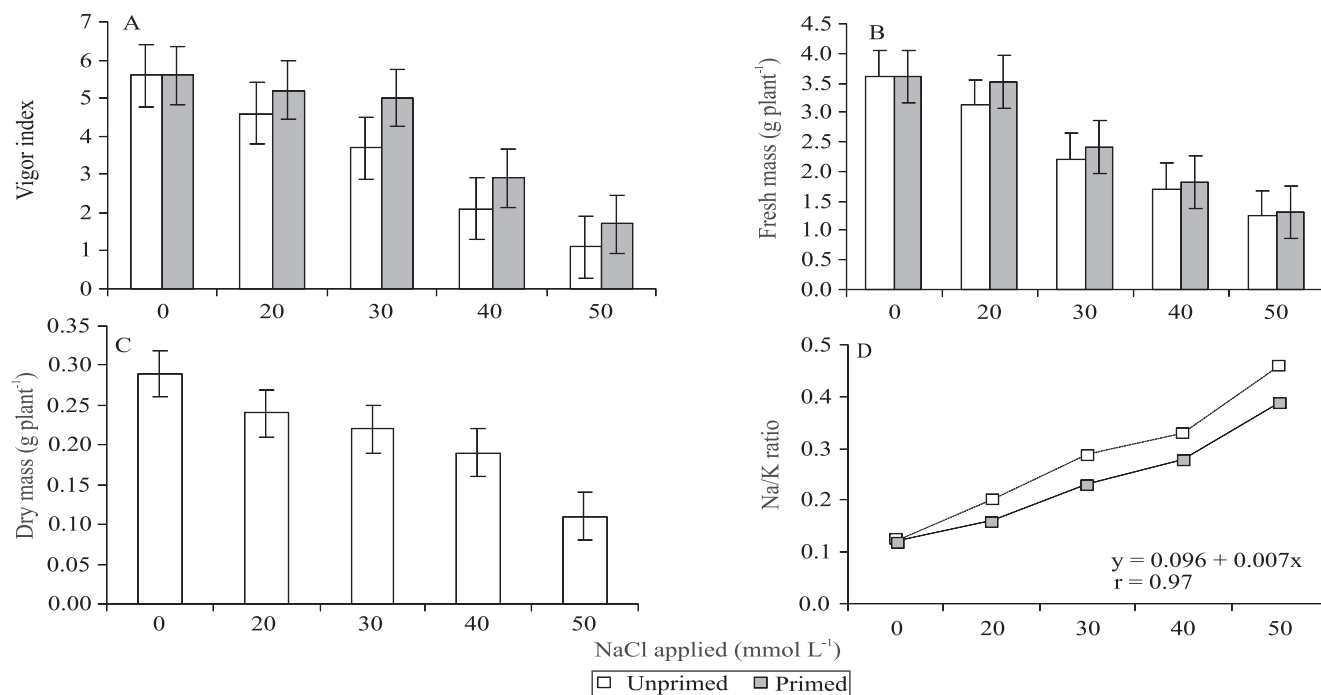 A
Vigor index
7
6
5
4
3
2
1
0
0 20 30 40 50
B
Fresh mass (g plant⁻¹)
4.5
4.0
3.5
3.0
2.5
2.0
1.5
1.0
0.5
0.0
0 20 30 40 50
C
Dry mass (g plant⁻¹)
0.35
0.30
0.25
0.20
0.15
0.10
0.05
0.00
0 20 30 40 50
D
Na/K ratio
0.5
0.4
0.3
0.2
0.1
0.0
y = 0.096 + 0.007x
r = 0.97
0 20 30 40 50
NaCl applied (mmol L⁻¹)
Unprimed Primed